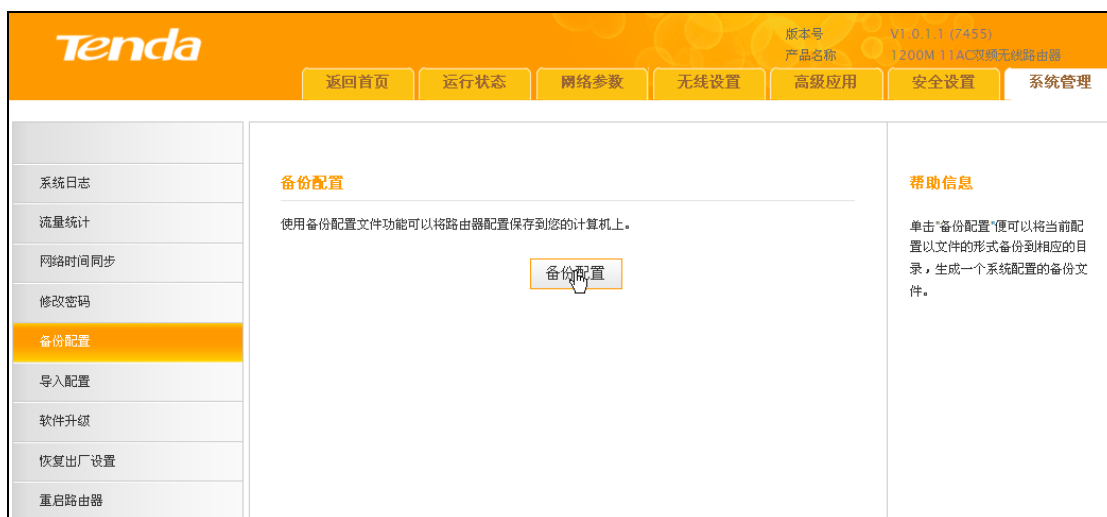 Tenda
版本号 V1.0.1.1 (7455)
产品名称 1200M 11AC双频无线路由器
返回首页 运行状态 网络参数 无线设置 高级应用 安全设置 系统管理
系统日志
流量统计
网络时间同步
修改密码
备份配置
导入配置
软件升级
恢复出厂设置
重启路由器
备份配置
使用备份配置文件功能可以将路由器配置保存到您的计算机上。
备份配置
帮助信息
单击"备份配置"便可以将当前配
置以文件的形式备份到相应的目
录，生成一个系统配置的备份文
件。